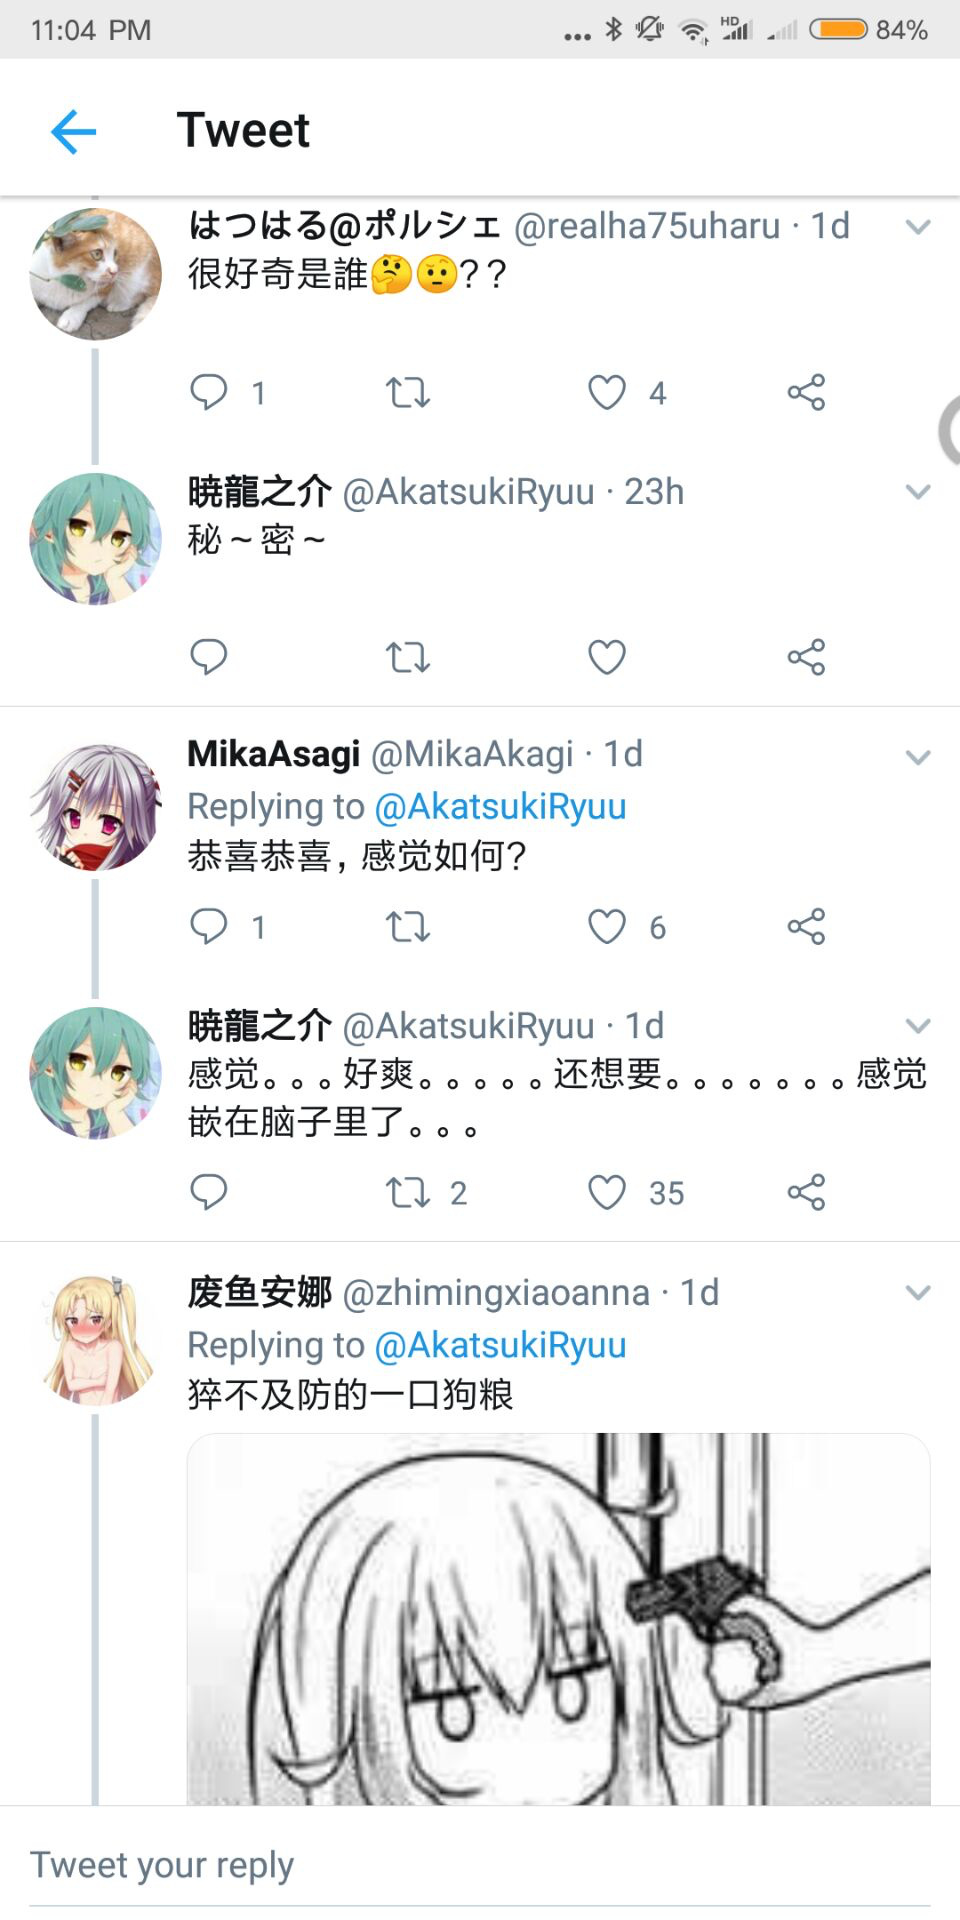 11:04 PM
... HD 84%
Tweet
はつはる@ポルシェ @realha75uharu · 1d
很好奇是誰🤔🤨??
1 4
暁龍之介 @AkatsukiRyuu · 23h
秘～密～
MikaAsagi @MikaAkagi · 1d
Replying to @AkatsukiRyuu
恭喜恭喜，感觉如何?
1 6
暁龍之介 @AkatsukiRyuu · 1d
感觉。。。好爽。。。。。还想要。。。。。。。感觉
嵌在脑子里了。。。
2 35
废鱼安娜 @zhimingxiaoanna · 1d
Replying to @AkatsukiRyuu
猝不及防的一口狗粮
Tweet your reply